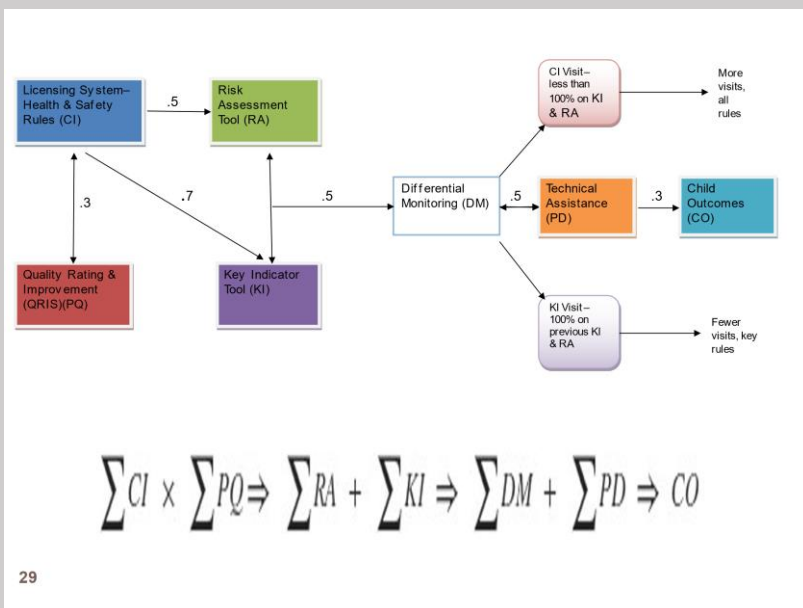 Licensing System–
Health & Safety
Rules (CI)
.5
Risk
Assessment
Tool (RA)
CI Visit–
less than
100% on KI
& RA
More
visits,
all
rules
.3
.7
.5
Differential
Monitoring (DM)
.5
Technical
Assistance
(PD)
.3
Child
Outcomes
(CO)
Quality Rating &
Improvement
(QRIS)(PQ)
Key Indicator
Tool (KI)
KI Visit–
100% on
previous KI
& RA
Fewer
visits, key
rules
∑CI × ∑PQ⇒ ∑RA + ∑KI ⇒ ∑DM + ∑PD ⇒ CO
29